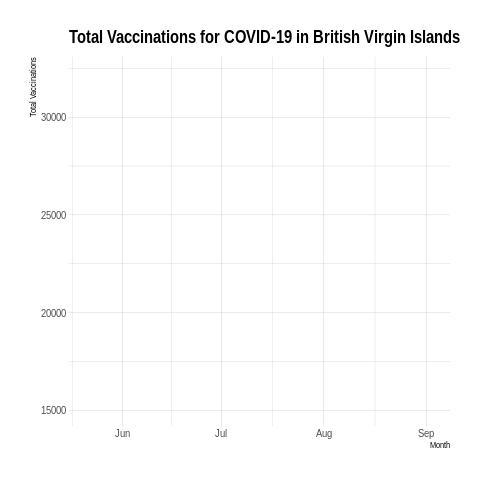 Total Vaccinations for COVID-19 in British Virgin Islands
Total Vaccinations
30000
25000
20000
15000
Jun Jul Aug Sep
Month